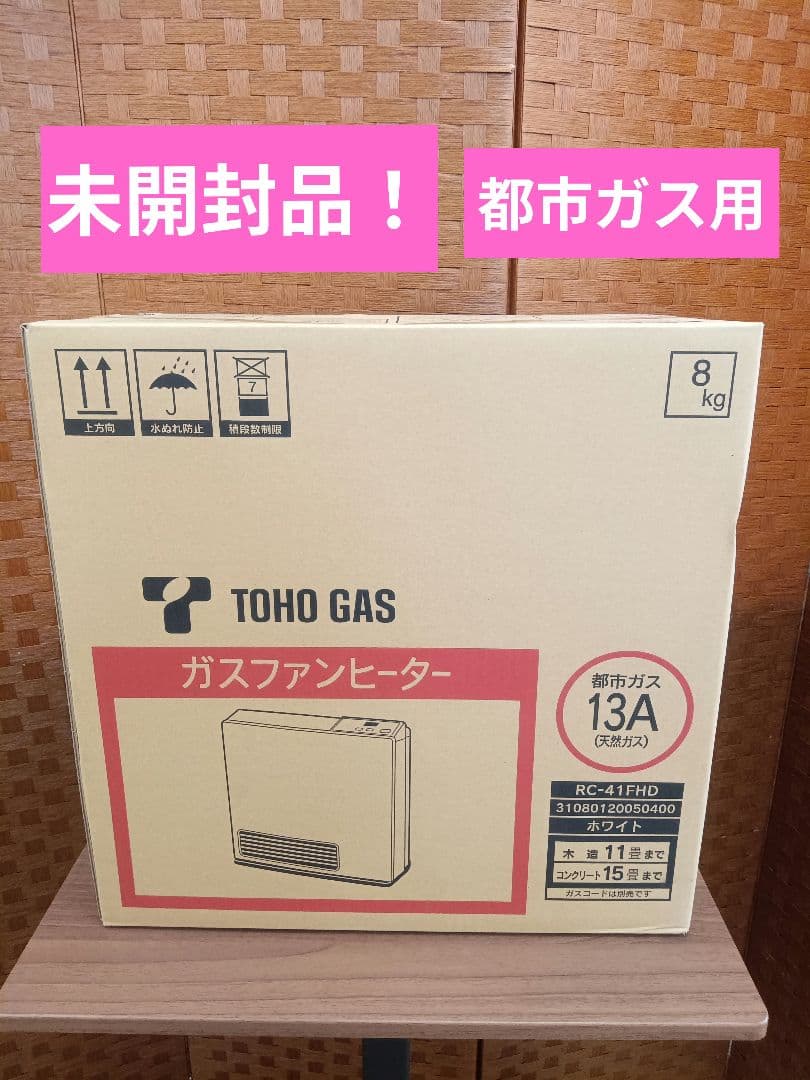 未開封品！
都市ガス用
7
上方向
水ぬれ防止
積段数制限
8
kg
TOHO GAS
ガスファンヒーター
都市ガス
13A
(天然ガス)
RC-41FHD
31080120050400
ホワイト
木造 11畳まで
コンクリート 15畳まで
ガスコードは別売です